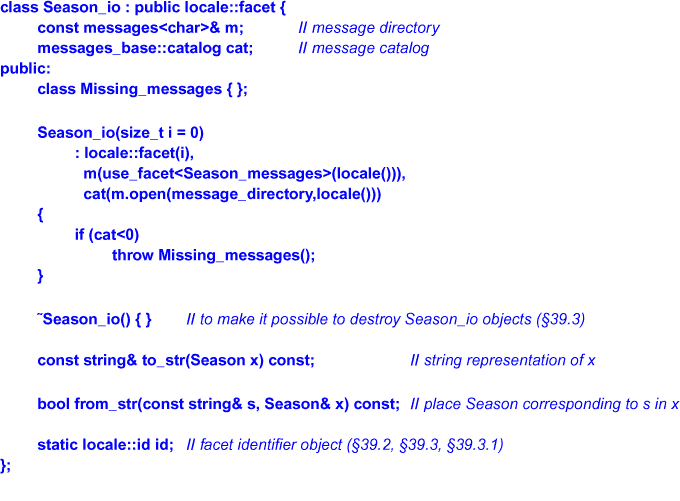 class Season_io : public locale::facet {
const messages<char>& m; // message directory
messages_base::catalog cat; // message catalog
public:
class Missing_messages { };
Season_io(size_t i = 0)
: locale::facet(i),
m(use_facet<Season_messages>(locale())),
cat(m.open(message_directory,locale()))
{
if (cat<0)
throw Missing_messages();
}
~Season_io() { } // to make it possible to destroy Season_io objects (§39.3)
const string& to_str(Season x) const; // string representation of x
bool from_str(const string& s, Season& x) const; // place Season corresponding to s in x
static locale::id id; // facet identifier object (§39.2, §39.3, §39.3.1)
};